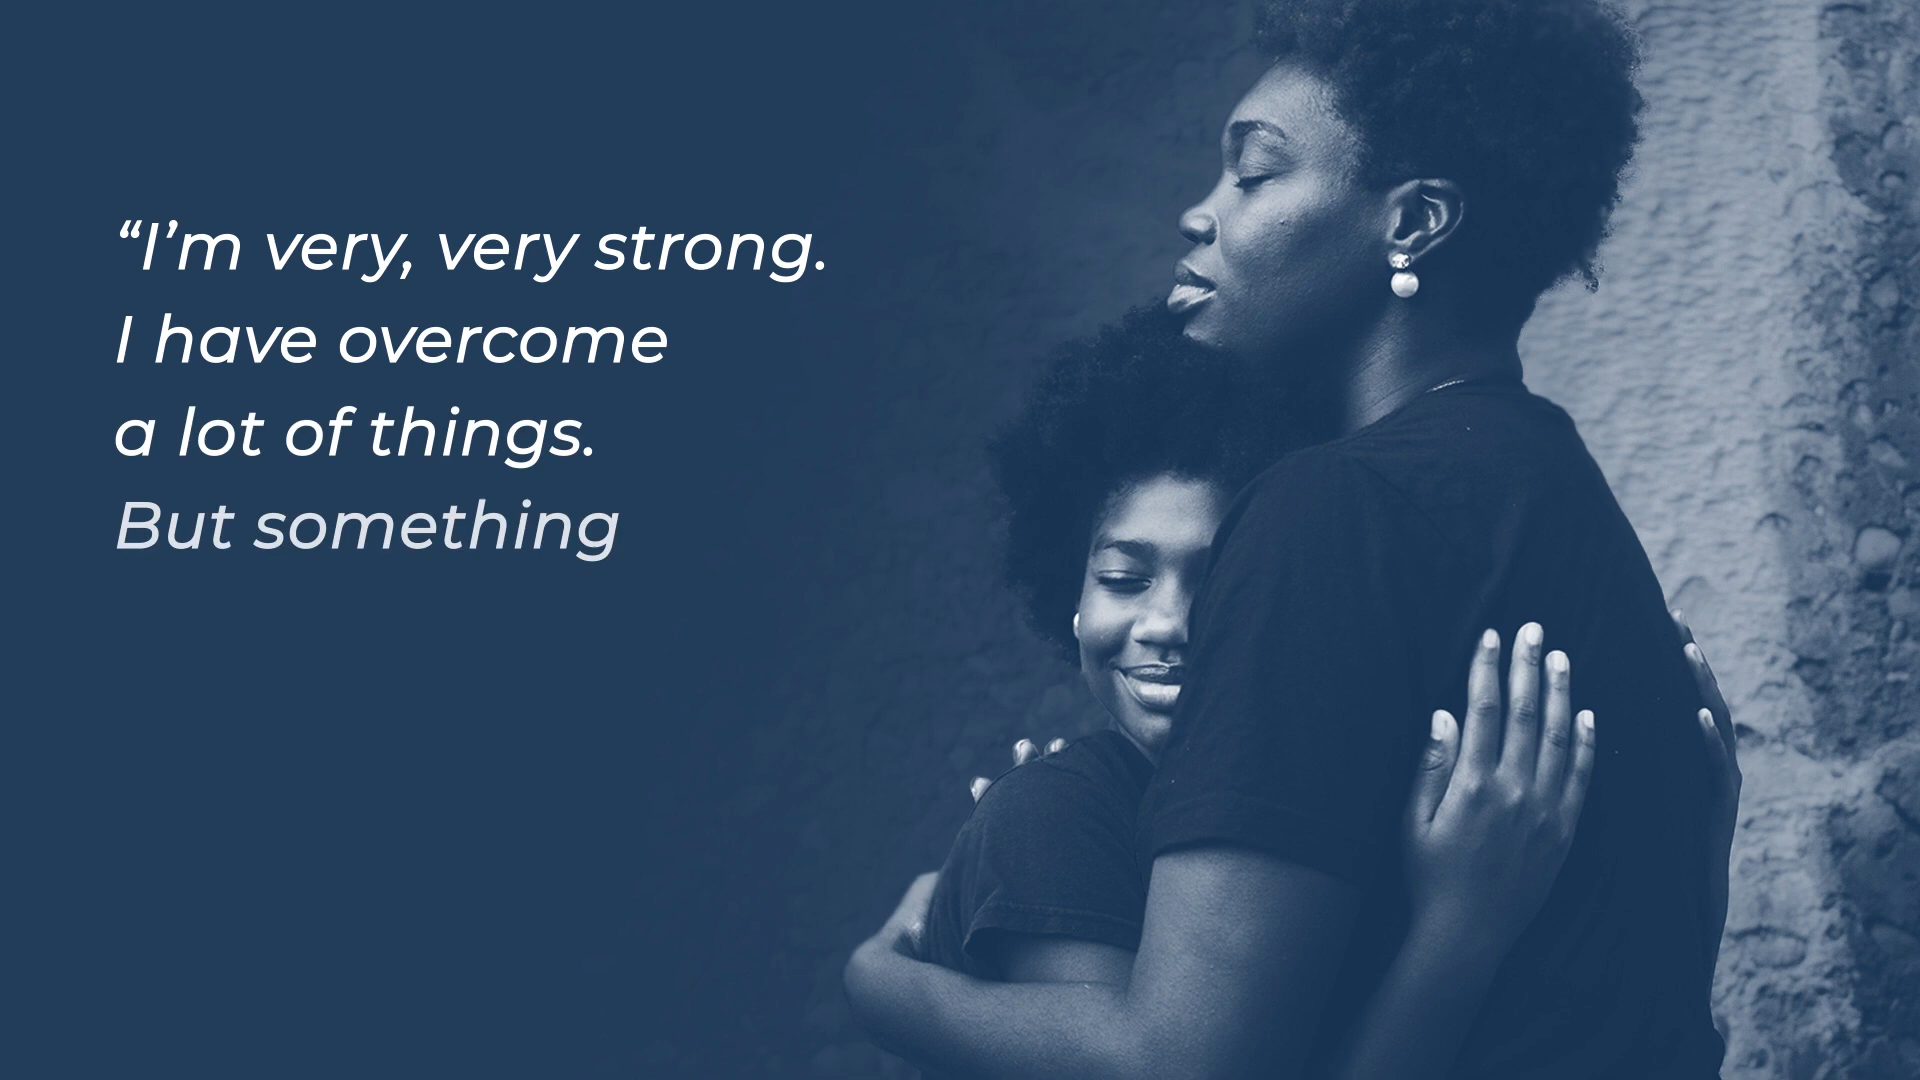 “I’m very, very strong.
I have overcome
a lot of things.
But something